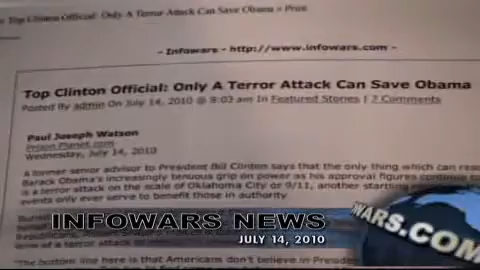 Top Clinton Official: Only A Terror Attack Can Save Obama » Print
- Infowars - http://www.infowars.com -
Top Clinton Official: Only A Terror Attack Can Save Obama
Posted By admin On July 14, 2010 @ 9:03 am In Featured Stories | 7 Comments
Paul Joseph Watson
Prison Planet.com
Wednesday, July 14, 2010
A former senior advisor to President Bill Clinton says that the only thing which can
Barack Obama's increasingly tenuous grip on power as his approval figures continue
is a terror attack on the scale of Oklahoma City or 9/11, another starting
events only ever serve to benefit those in authority
INFOWARS NEWS
WARS.COM
JULY 14, 2010
of a terror attack
"The bottom line here is that Americans don't believe in President